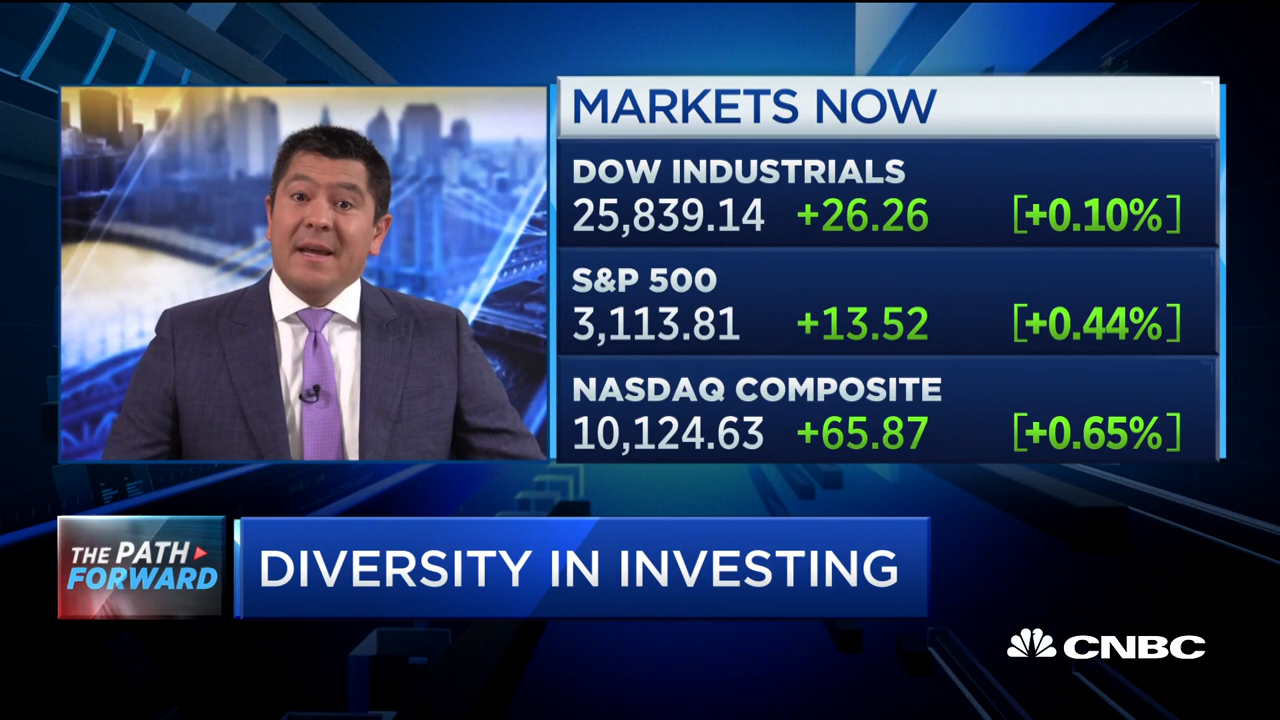 MARKETS NOW
DOW INDUSTRIALS
25,839.14 +26.26 [+0.10%]
S&P 500
3,113.81 +13.52 [+0.44%]
NASDAQ COMPOSITE
10,124.63 +65.87 [+0.65%]
THE PATH
FORWARD
DIVERSITY IN INVESTING
CNBC